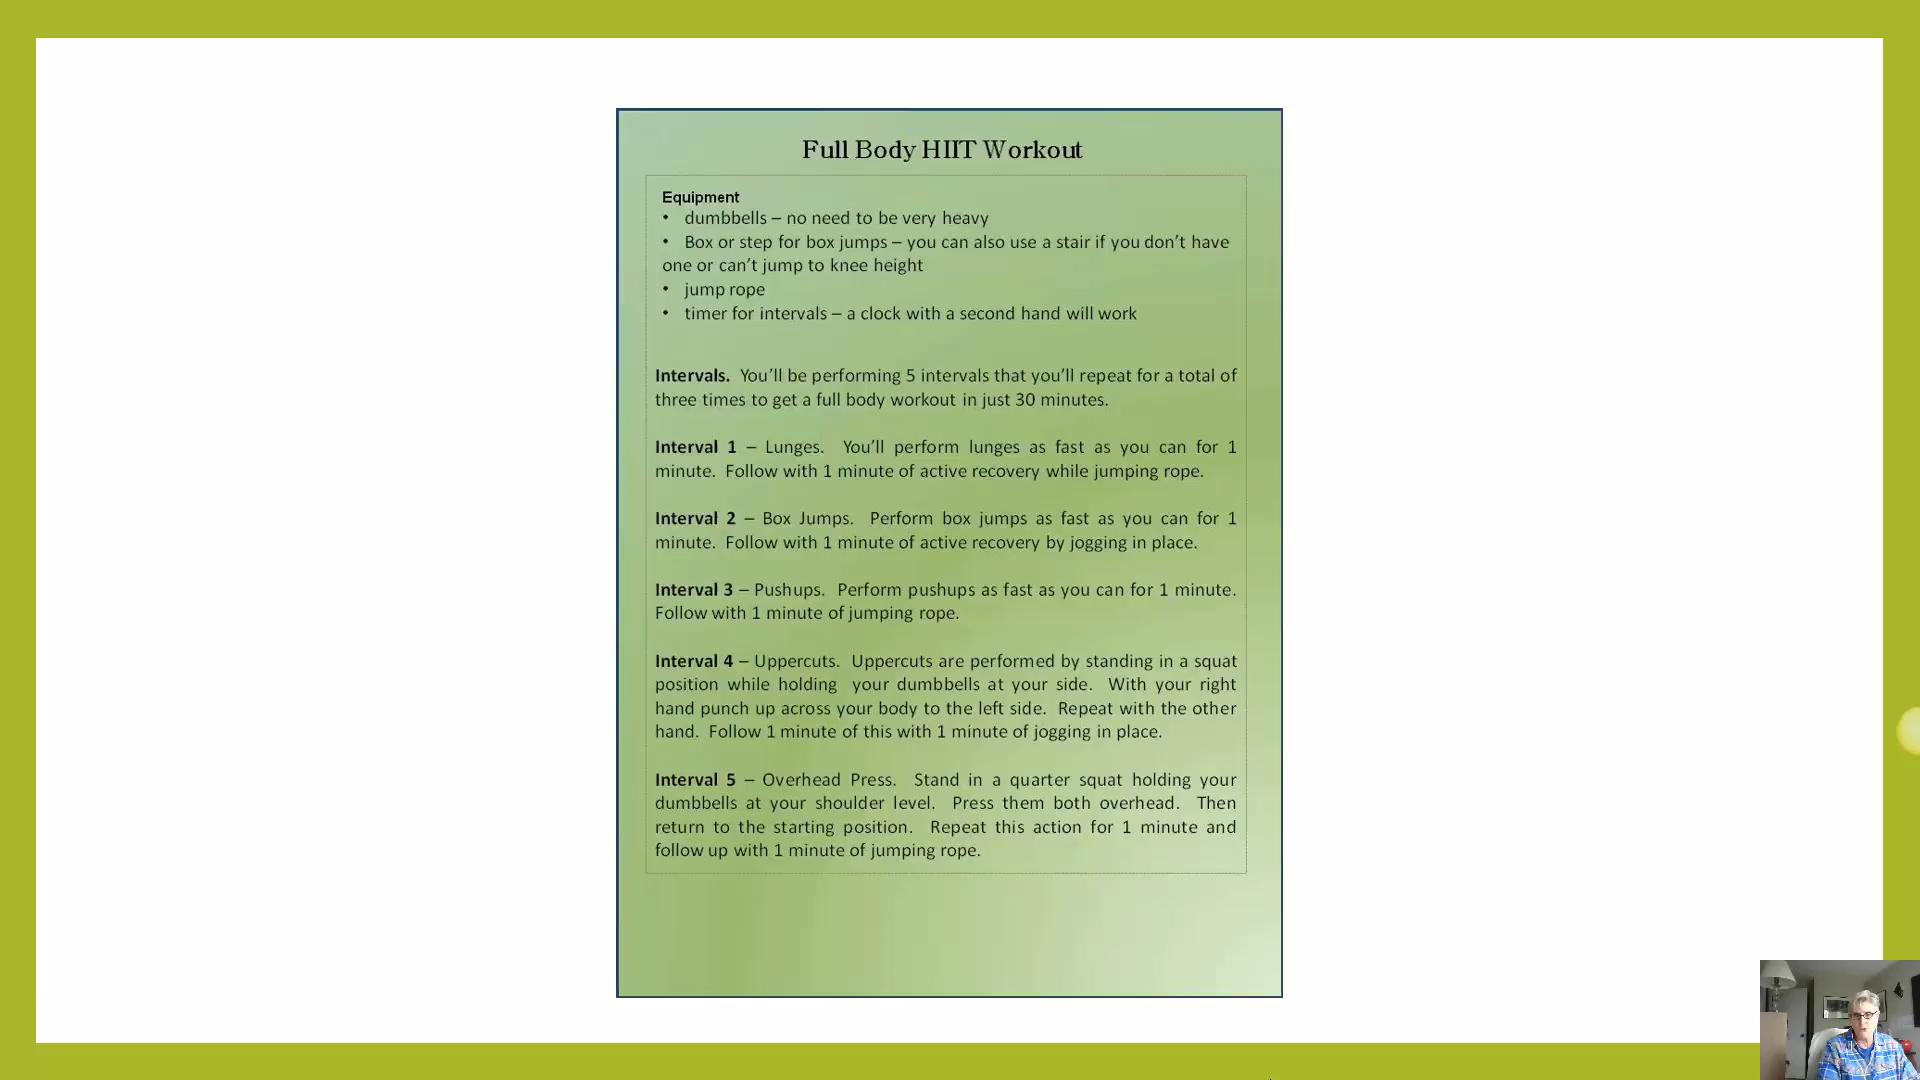 Full Body HIIT Workout
Equipment
• dumbbells – no need to be very heavy
• Box or step for box jumps – you can also use a stair if you don’t have
one or can’t jump to knee height
• jump rope
• timer for intervals – a clock with a second hand will work
Intervals. You’ll be performing 5 intervals that you’ll repeat for a total of
three times to get a full body workout in just 30 minutes.
Interval 1 – Lunges. You’ll perform lunges as fast as you can for 1
minute. Follow with 1 minute of active recovery while jumping rope.
Interval 2 – Box Jumps. Perform box jumps as fast as you can for 1
minute. Follow with 1 minute of active recovery by jogging in place.
Interval 3 – Pushups. Perform pushups as fast as you can for 1 minute.
Follow with 1 minute of jumping rope.
Interval 4 – Uppercuts. Uppercuts are performed by standing in a squat
position while holding your dumbbells at your side. With your right
hand punch up across your body to the left side. Repeat with the other
hand. Follow 1 minute of this with 1 minute of jogging in place.
Interval 5 – Overhead Press. Stand in a quarter squat holding your
dumbbells at your shoulder level. Press them both overhead. Then
return to the starting position. Repeat this action for 1 minute and
follow up with 1 minute of jumping rope.